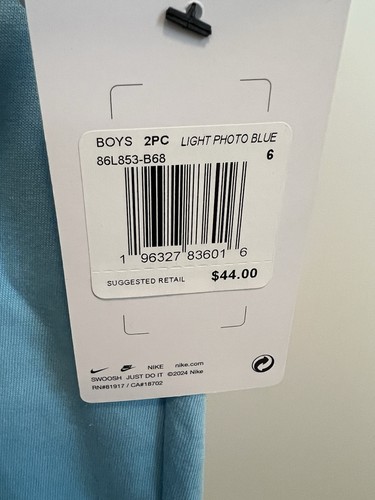 BOYS 2PC LIGHT PHOTO BLUE
86L853-B68 6
1 96327 83601 6
SUGGESTED RETAIL $44.00
NIKE nike.com
SWOOSH JUST DO IT ©2024 Nike
RN#81917 / CA#18702